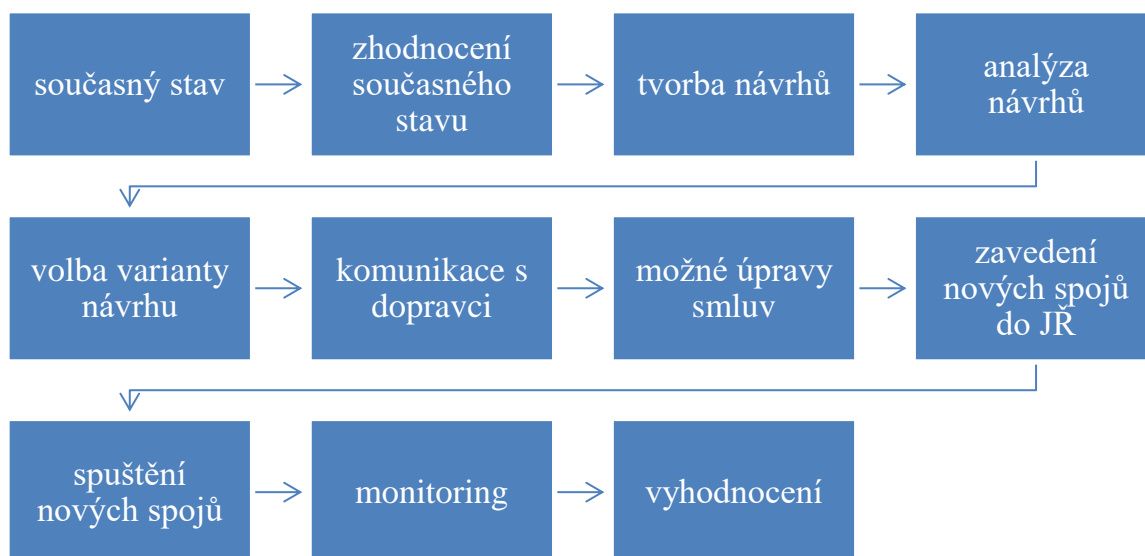 současný stav
zhodnocení
současného
stavu
tvorba návrhů
analýza
návrhů
volba varianty
návrhu
komunikace s
dopravci
možné úpravy
smluv
zavedení
nových spojů
do JŘ
spuštění
nových spojů
monitoring
vyhodnocení